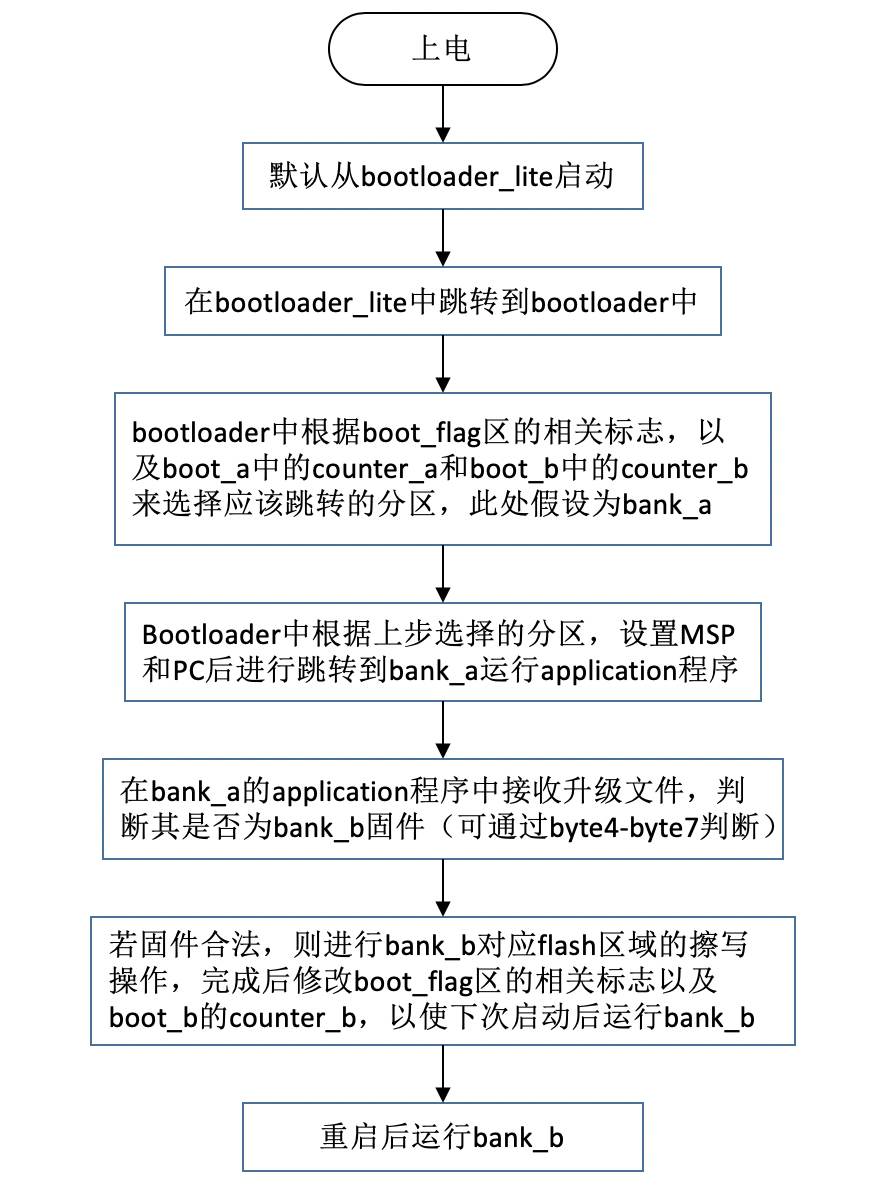 上电
默认从bootloader_lite启动
在bootloader_lite中跳转到bootloader中
bootloader中根据boot_flag区的相关标志，以
及boot_a中的counter_a和boot_b中的counter_b
来选择应该跳转的分区，此处假设为bank_a
Bootloader中根据上步选择的分区，设置MSP
和PC后进行跳转到bank_a运行application程序
在bank_a的application程序中接收升级文件，判
断其是否为bank_b固件（可通过byte4-byte7判断）
若固件合法，则进行bank_b对应flash区域的擦写
操作，完成后修改boot_flag区的相关标志以及
boot_b的counter_b，以使下次启动后运行bank_b
重启后运行bank_b